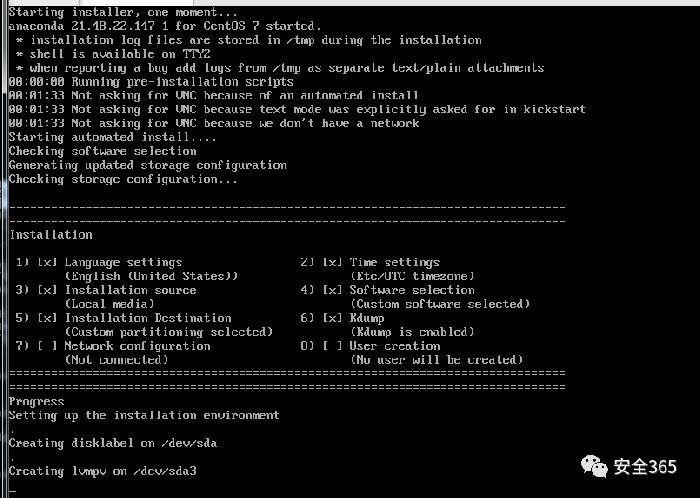 Starting installer, one moment...
anaconda 21.48.22.147 1 for CentOS 7 started.
* installation log files are stored in /tmp during the installation
* shell is available on TTY2
* when reporting a bug add logs from /tmp as separate text/plain attachments
00:00:00 Running pre-installation scripts
00:01:33 Not asking for VNC because of an automated install
00:01:33 Not asking for VNC because text mode was explicitly asked for in kickstart
00:01:33 Not asking for VNC because we don't have a network
Starting automated install....
Checking software selection
Generating updated storage configuration
Checking storage configuration...
================================================================================
================================================================================
Installation
1) [x] Language settings 2) [x] Time settings
(English (United States)) (Etc/UTC timezone)
3) [x] Installation source 4) [x] Software selection
(Local media) (Custom software selected)
5) [x] Installation Destination 6) [x] Kdump
(Custom partitioning selected) (Kdump is enabled)
7) [ ] Network configuration 8) [ ] User creation
(Not connected) (No user will be created)
================================================================================
================================================================================
Progress
Setting up the installation environment
.
Creating disklabel on /dev/sda
.
Creating lvmpv on /dev/sda3
安全365